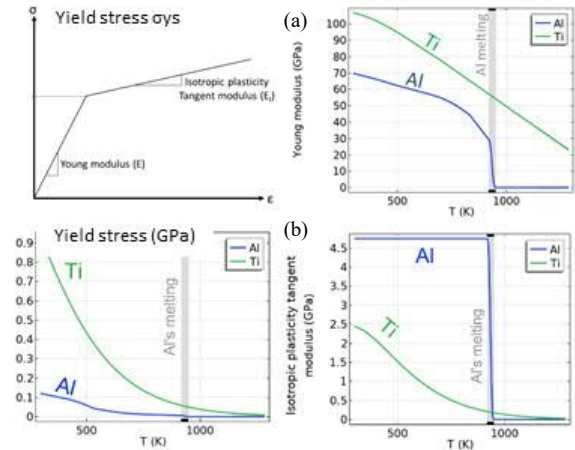 σ
Yield stress σys
Isotropic plasticity
Tangent modulus (Eₜ)
Young modulus (E)
ε
(a)
Young modulus (GPa)
110
100
90
80
70
60
50
40
30
20
10
0
Ti
Al
Al melting
Al
Ti
500
1000
T (K)
Yield stress (GPa)
0.9
0.8
0.7
0.6
0.5
0.4
0.3
0.2
0.1
0
Ti
Al
Al's melting
Al
Ti
500
1000
T (K)
(b)
Isotropic plasticity tangent
modulus (GPa)
4.5
4
3.5
3
2.5
2
1.5
1
0.5
0
Al
Ti
Al's melting
Al
Ti
500
1000
T (K)